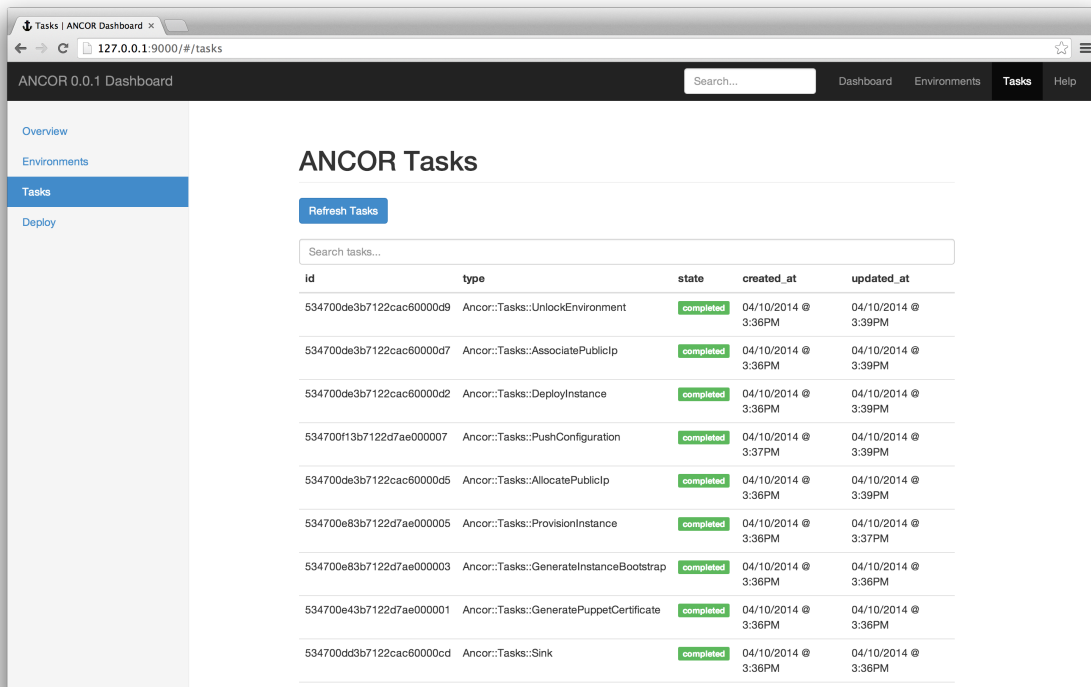 Tasks | ANCOR Dashboard ×
127.0.0.1:9000/#/tasks
ANCOR 0.0.1 Dashboard
Search...
Dashboard
Environments
Tasks
Help
Overview
Environments
Tasks
Deploy
ANCOR Tasks
Refresh Tasks
Search tasks...
id type state created_at updated_at
534700de3b7122cac60000d9 Ancor::Tasks::UnlockEnvironment completed 04/10/2014 @ 04/10/2014 @
3:36PM 3:39PM
534700de3b7122cac60000d7 Ancor::Tasks::AssociatePublicIp completed 04/10/2014 @ 04/10/2014 @
3:36PM 3:39PM
534700de3b7122cac60000d2 Ancor::Tasks::DeployInstance completed 04/10/2014 @ 04/10/2014 @
3:36PM 3:39PM
534700f13b7122d7ae000007 Ancor::Tasks::PushConfiguration completed 04/10/2014 @ 04/10/2014 @
3:37PM 3:39PM
534700de3b7122cac60000d5 Ancor::Tasks::AllocatePublicIp completed 04/10/2014 @ 04/10/2014 @
3:36PM 3:39PM
534700e83b7122d7ae000005 Ancor::Tasks::ProvisionInstance completed 04/10/2014 @ 04/10/2014 @
3:36PM 3:37PM
534700e83b7122d7ae000003 Ancor::Tasks::GenerateInstanceBootstrap completed 04/10/2014 @ 04/10/2014 @
3:36PM 3:36PM
534700e43b7122d7ae000001 Ancor::Tasks::GeneratePuppetCertificate completed 04/10/2014 @ 04/10/2014 @
3:36PM 3:36PM
534700dd3b7122cac60000cd Ancor::Tasks::Sink completed 04/10/2014 @ 04/10/2014 @
3:36PM 3:36PM